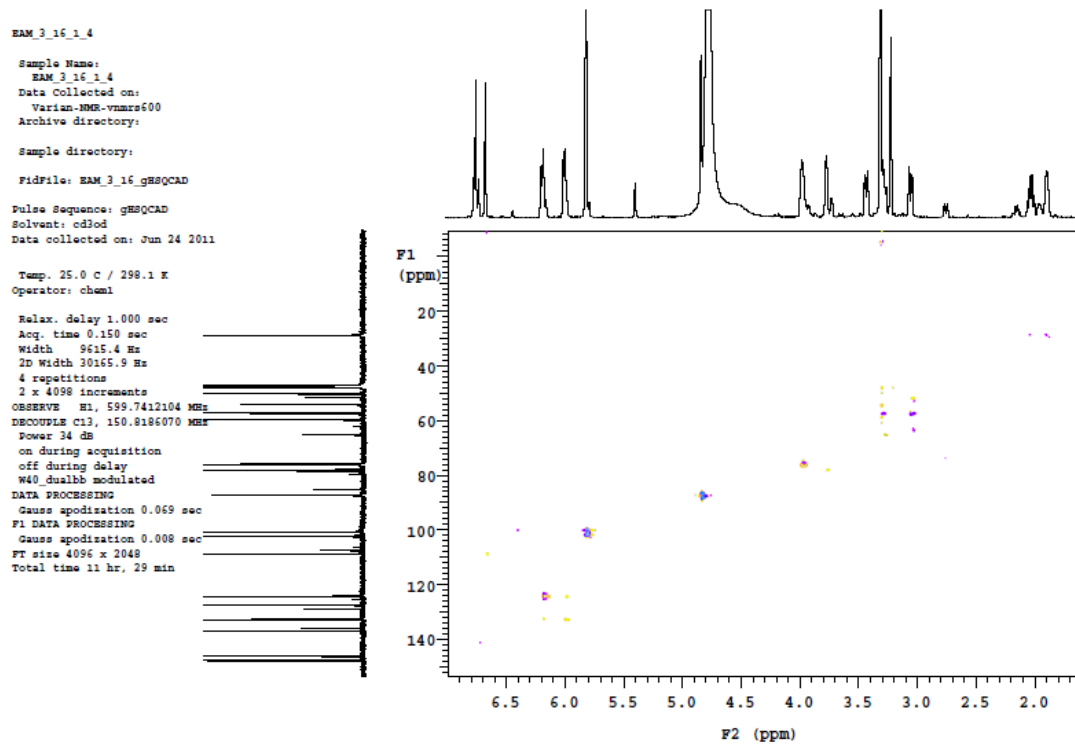 EAM_3_16_1_4
Sample Name:
EAM_3_16_1_4
Data Collected on:
Varian-NMR-vnmrs600
Archive directory:
Sample directory:
FidFile: EAM_3_16_gHSQCAD
Pulse Sequence: gHSQCAD
Solvent: cd3od
Data collected on: Jun 24 2011
Temp. 25.0 C / 298.1 K
Operator: chem1
Relax. delay 1.000 sec
Acq. time 0.150 sec
Width 9615.4 Hz
2D Width 30165.9 Hz
4 repetitions
2 x 4098 increments
OBSERVE H1, 599.7412104 MHz
DECOUPLE C13, 150.8186070 MHz
Power 34 dB
on during acquisition
off during delay
W40_dualbb modulated
DATA PROCESSING
Gauss apodization 0.069 sec
F1 DATA PROCESSING
Gauss apodization 0.008 sec
FT size 4096 x 2048
Total time 11 hr, 29 min
F1
(ppm)
20
40
60
80
100
120
140
6.5 6.0 5.5 5.0 4.5 4.0 3.5 3.0 2.5 2.0
F2 (ppm)